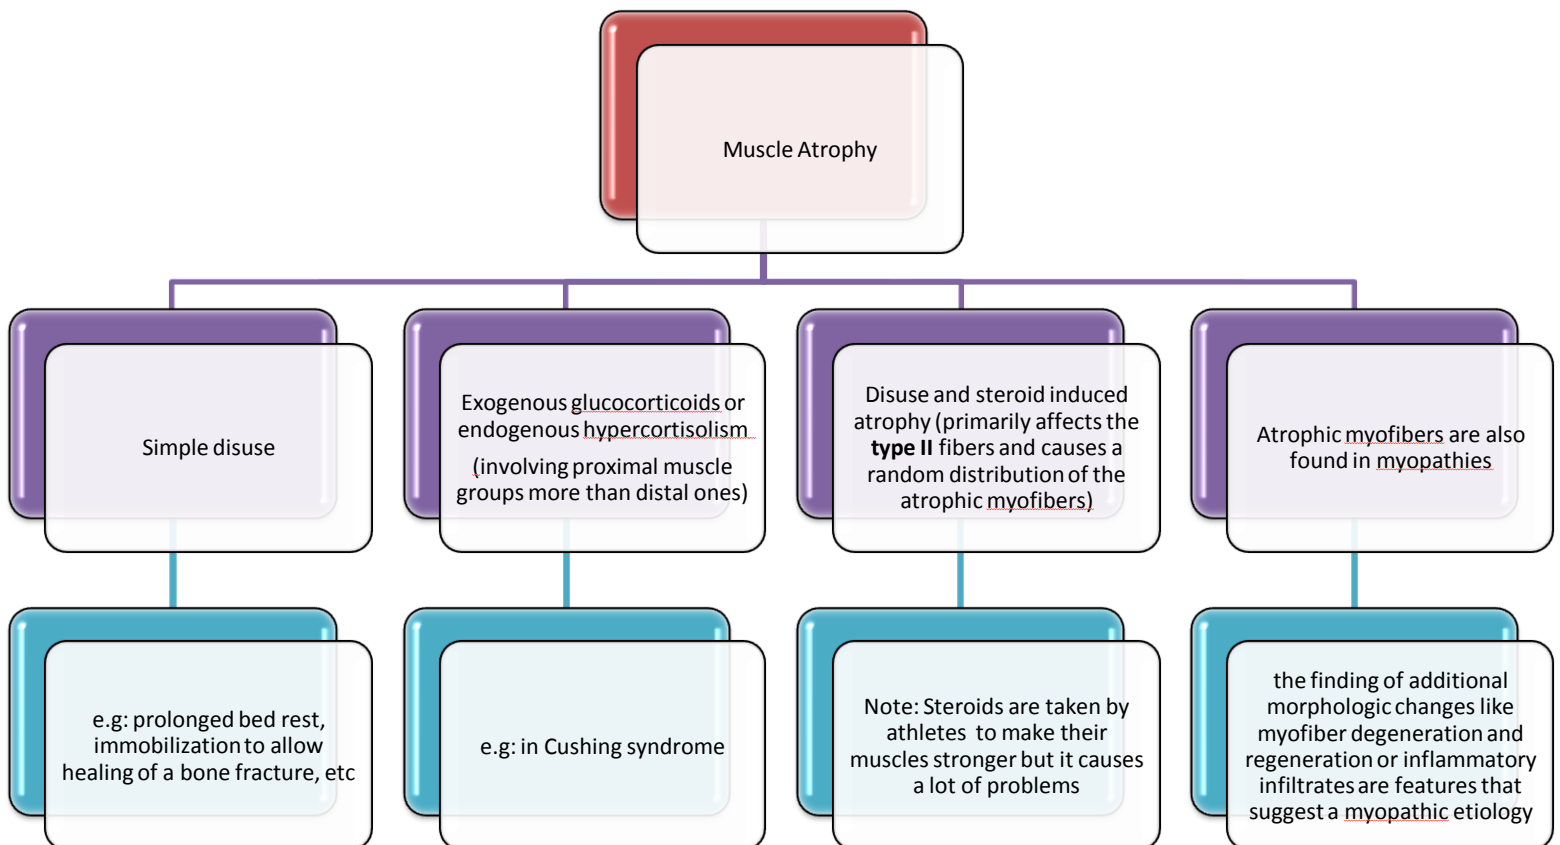 Muscle Atrophy
Simple disuse
Exogenous glucocorticoids or
endogenous hypercortisolism
(involving proximal muscle
groups more than distal ones)
Disuse and steroid induced
atrophy (primarily affects the
type II fibers and causes a
random distribution of the
atrophic myofibers)
Atrophic myofibers are also
found in myopathies
e.g: prolonged bed rest,
immobilization to allow
healing of a bone fracture, etc
e.g: in Cushing syndrome
Note: Steroids are taken by
athletes to make their
muscles stronger but it causes
a lot of problems
the finding of additional
morphologic changes like
myofiber degeneration and
regeneration or inflammatory
infiltrates are features that
suggest a myopathic etiology